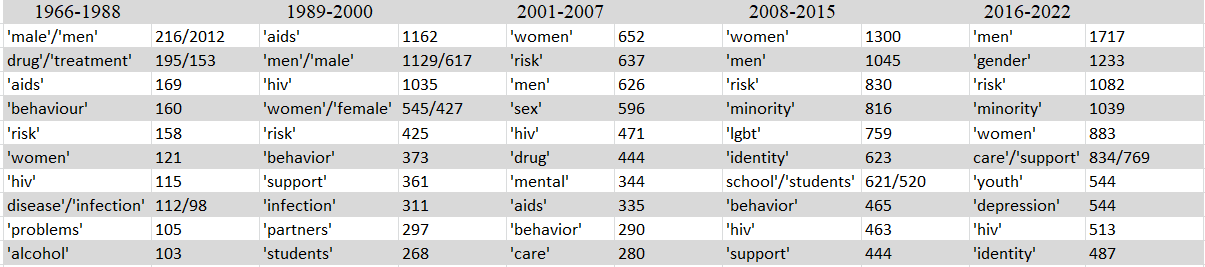 1966-1988 1989-2000 2001-2007 2008-2015 2016-2022
'male'/'men' 216/2012 'aids' 1162 'women' 652 'women' 1300 'men' 1717
drug'/'treatment' 195/153 'men'/'male' 1129/617 'risk' 637 'men' 1045 'gender' 1233
'aids' 169 'hiv' 1035 'men' 626 'risk' 830 'risk' 1082
'behaviour' 160 'women'/'female' 545/427 'sex' 596 'minority' 816 'minority' 1039
'risk' 158 'risk' 425 'hiv' 471 'lgbt' 759 'women' 883
'women' 121 'behavior' 373 'drug' 444 'identity' 623 care'/'support' 834/769
'hiv' 115 'support' 361 'mental' 344 school'/'students' 621/520 'youth' 544
disease'/'infection' 112/98 'infection' 311 'aids' 335 'behavior' 465 'depression' 544
'problems' 105 'partners' 297 'behavior' 290 'hiv' 463 'hiv' 513
'alcohol' 103 'students' 268 'care' 280 'support' 444 'identity' 487